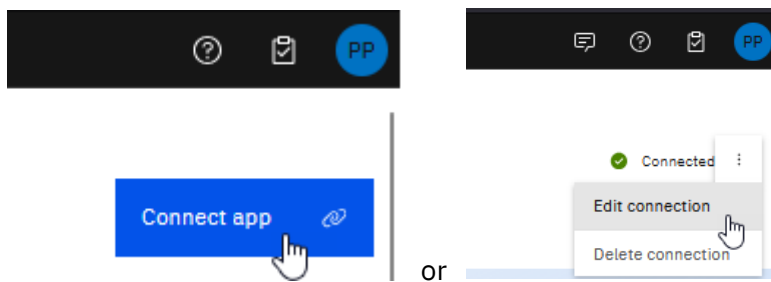 PP
Connect app
or
PP
Connected
Edit connection
Delete connection